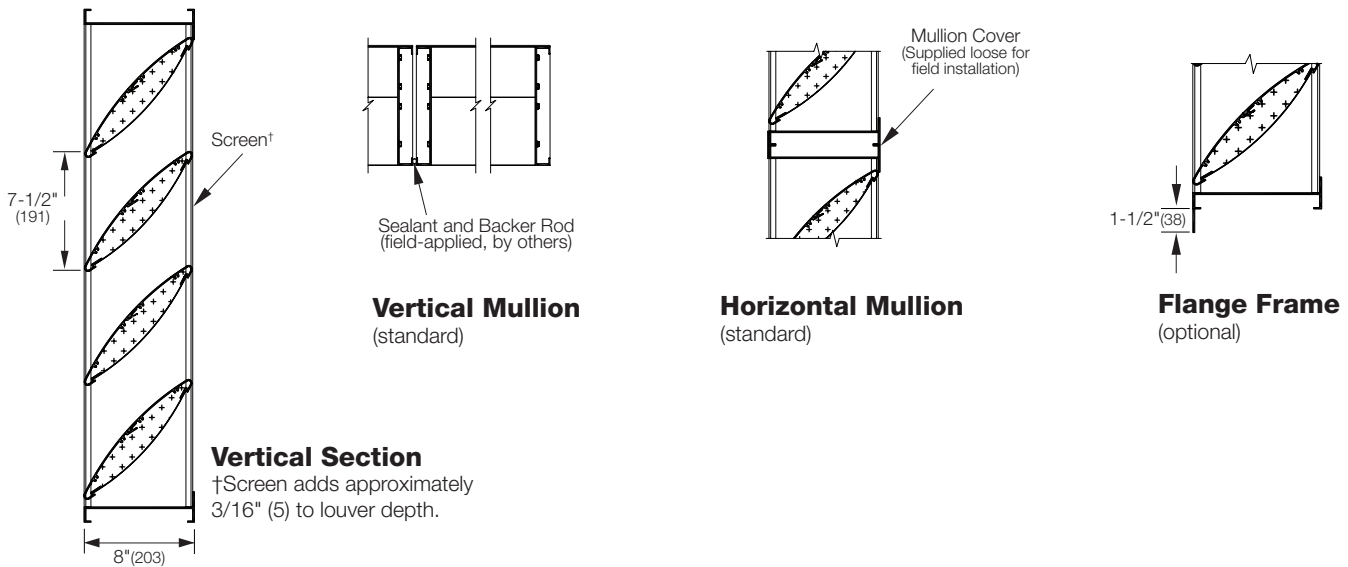 Screen†
7-1/2"
(191)
Vertical Section
†Screen adds approximately
3/16" (5) to louver depth.
8"(203)
Sealant and Backer Rod
(field-applied, by others)
Vertical Mullion
(standard)
Mullion Cover
(Supplied loose for
field installation)
Horizontal Mullion
(standard)
1-1/2"(38)
Flange Frame
(optional)